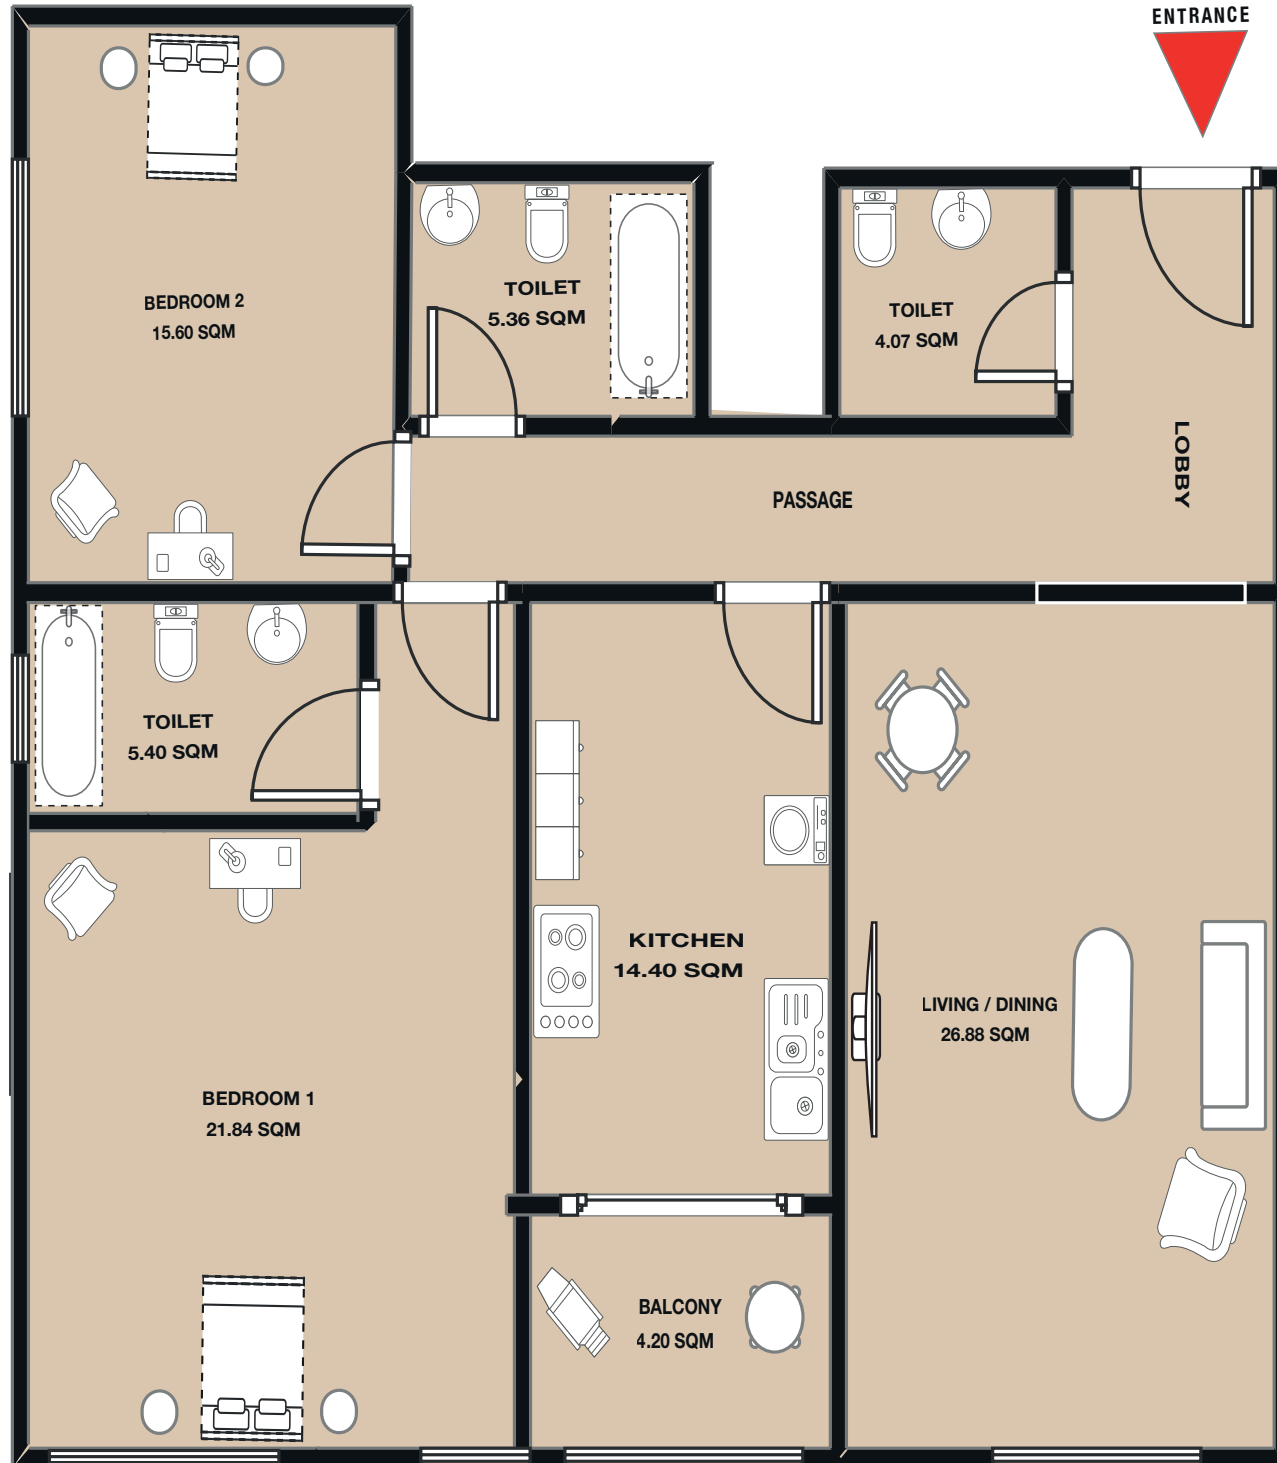 ENTRANCE
BEDROOM 2
15.60 SQM
TOILET
5.36 SQM
TOILET
4.07 SQM
LOBBY
PASSAGE
TOILET
5.40 SQM
KITCHEN
14.40 SQM
LIVING / DINING
26.88 SQM
BEDROOM 1
21.84 SQM
BALCONY
4.20 SQM